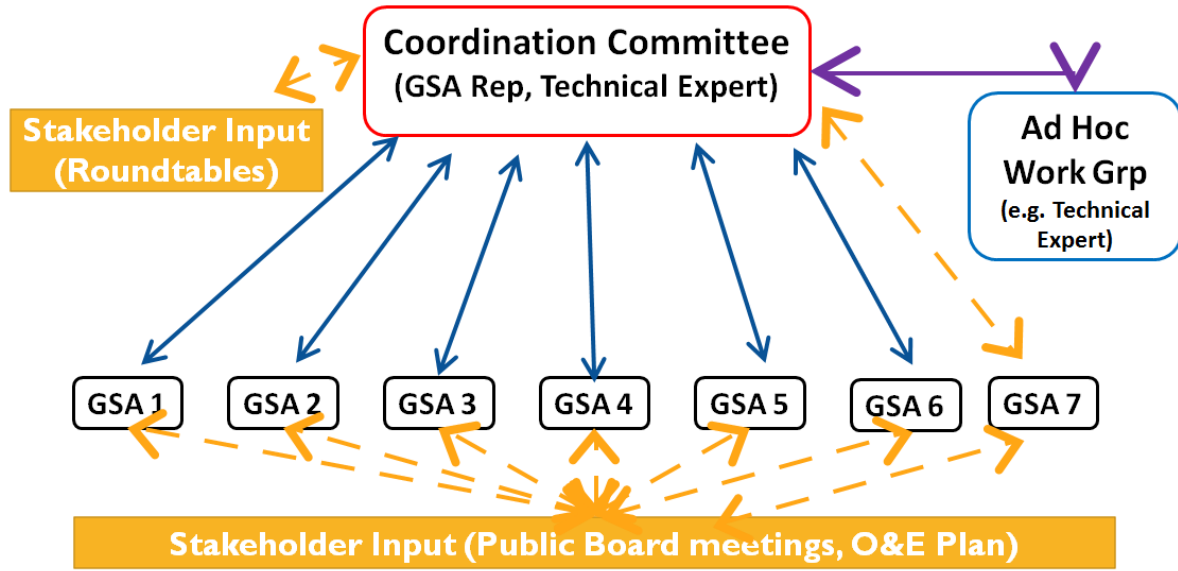 Coordination Committee
(GSA Rep, Technical Expert)
Stakeholder Input
(Roundtables)
Ad Hoc
Work Grp
(e.g. Technical
Expert)
GSA 1
GSA 2
GSA 3
GSA 4
GSA 5
GSA 6
GSA 7
Stakeholder Input (Public Board meetings, O&E Plan)